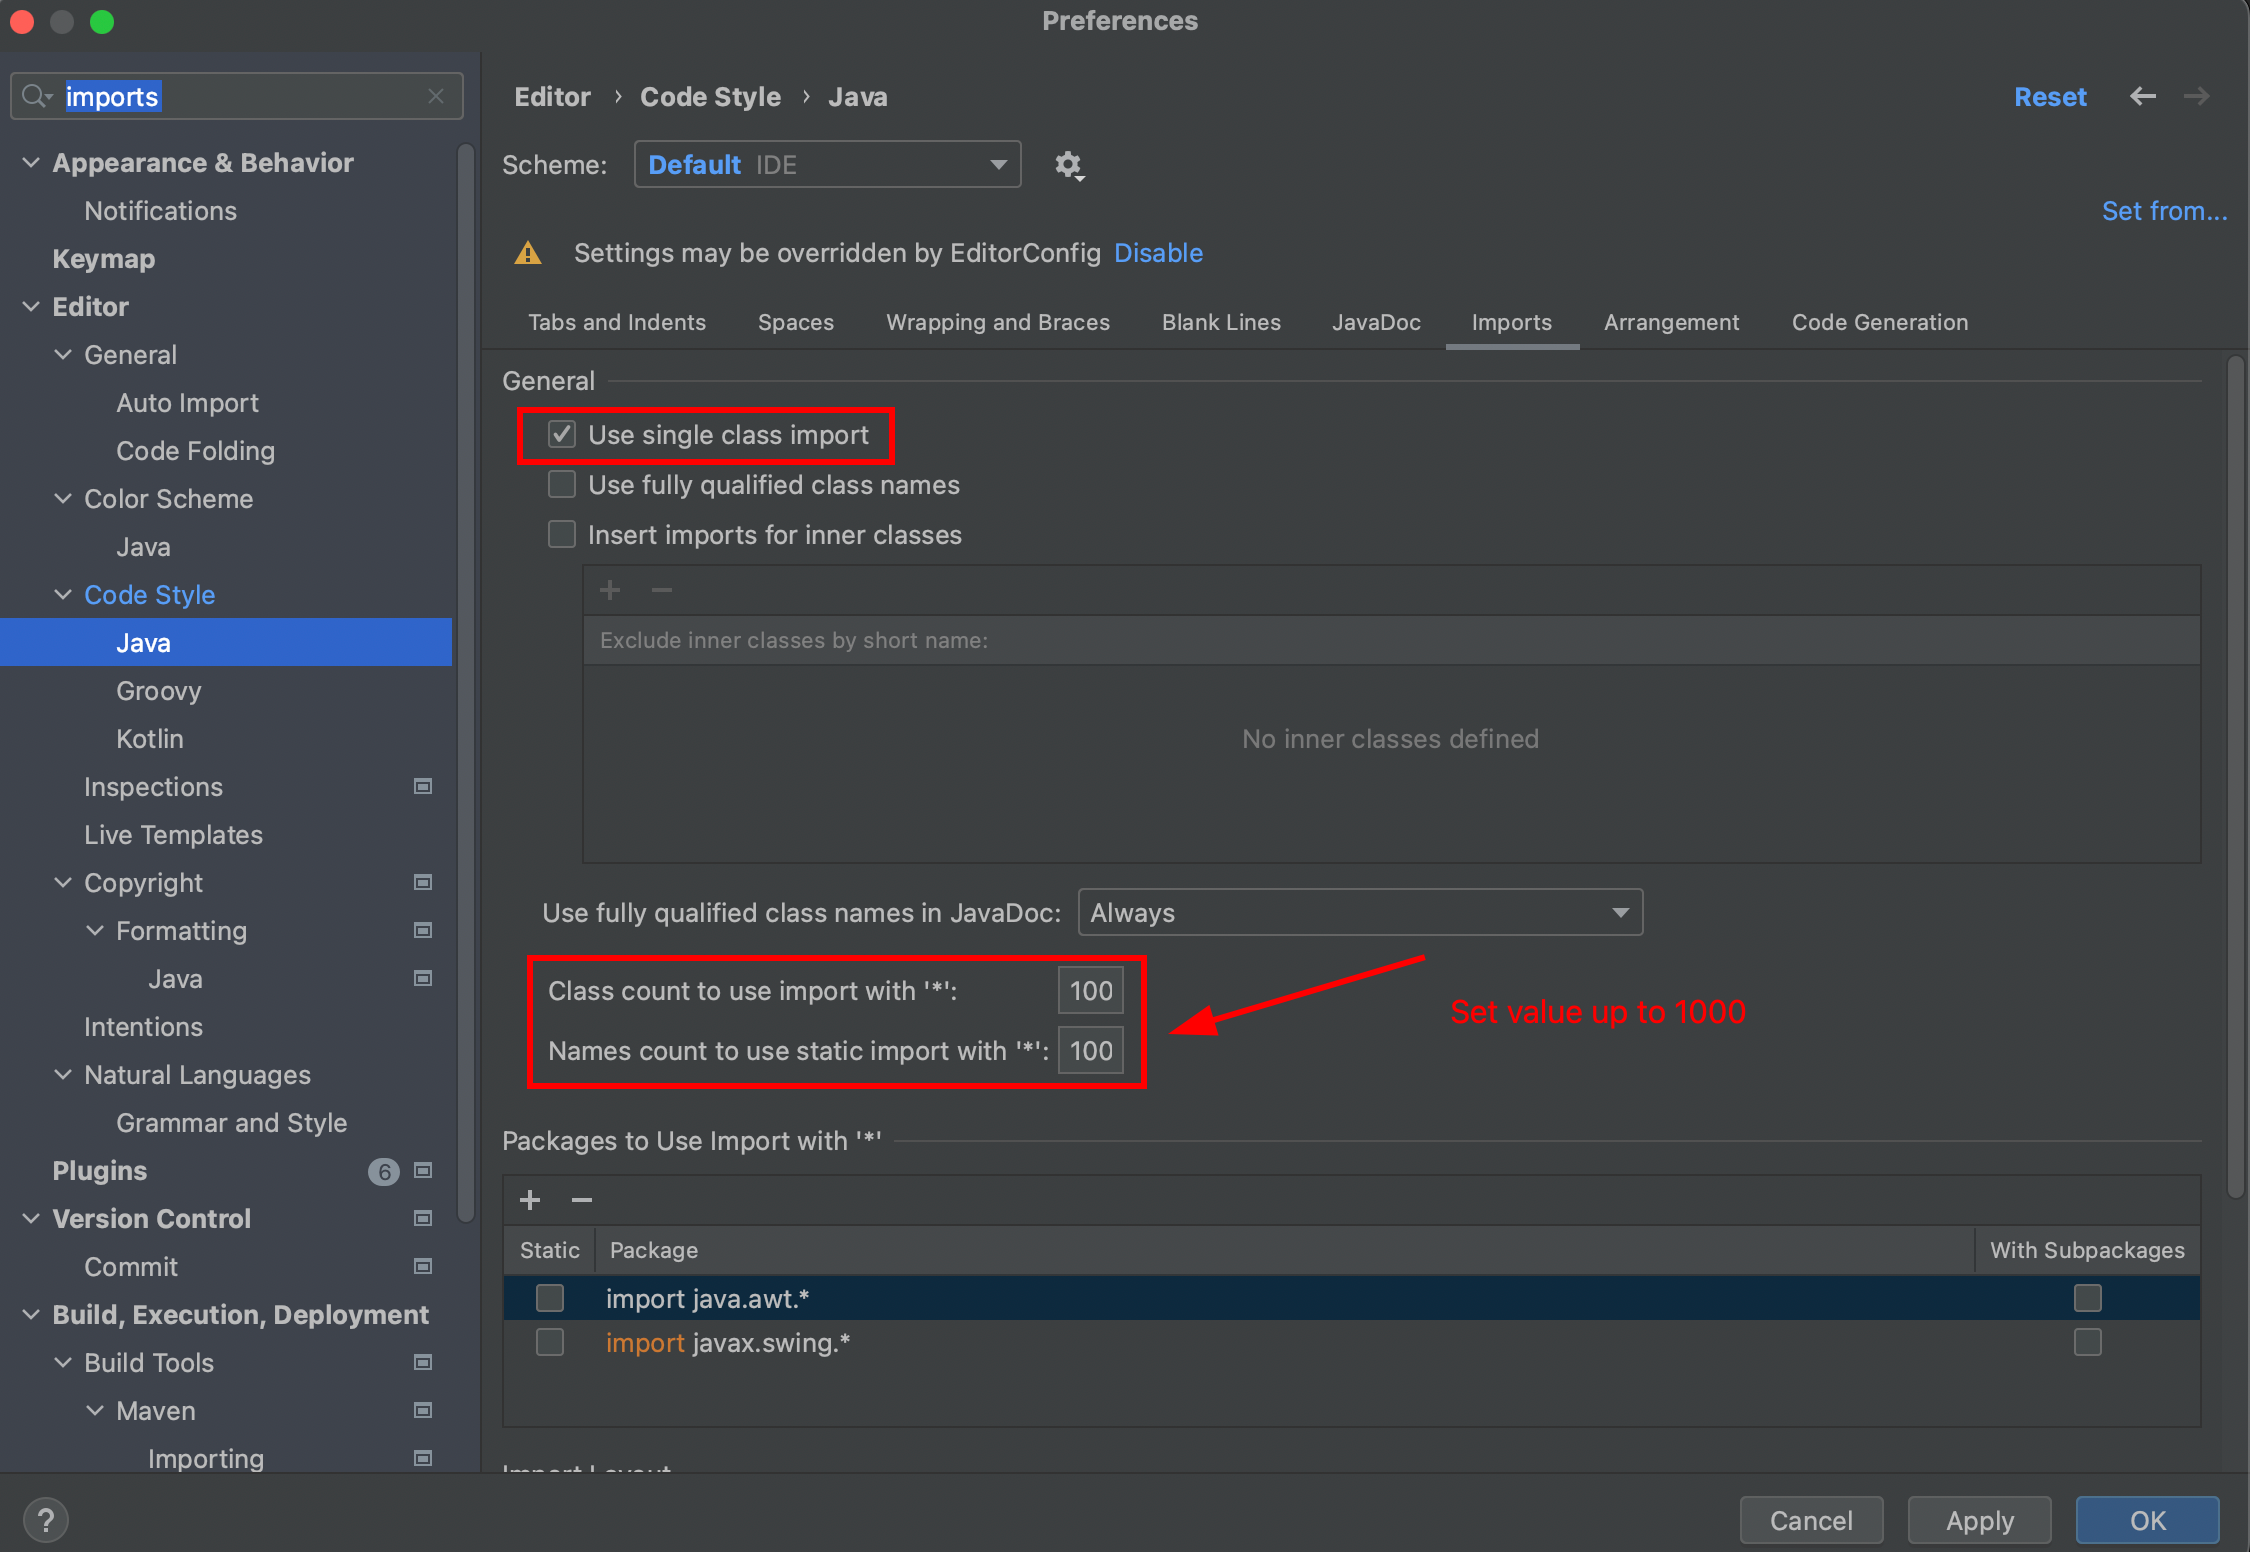 Preferences
imports
Appearance & Behavior
Notifications
Keymap
Editor
General
Auto Import
Code Folding
Color Scheme
Java
Code Style
Java
Groovy
Kotlin
Inspections
Live Templates
Copyright
Formatting
Java
Intentions
Natural Languages
Grammar and Style
Plugins 6
Version Control
Commit
Build, Execution, Deployment
Build Tools
Maven
Importing
?
Editor › Code Style › Java
Reset
Scheme: Default IDE
Set from...
Settings may be overridden by EditorConfig Disable
Tabs and Indents Spaces Wrapping and Braces Blank Lines JavaDoc Imports Arrangement Code Generation
General
Use single class import
Use fully qualified class names
Insert imports for inner classes
Exclude inner classes by short name:
No inner classes defined
Use fully qualified class names in JavaDoc: Always
Class count to use import with '*': 100
Names count to use static import with '*': 100
Set value up to 1000
Packages to Use Import with '*'
Static Package With Subpackages
import java.awt.*
import javax.swing.*
Import Layout
Cancel Apply OK